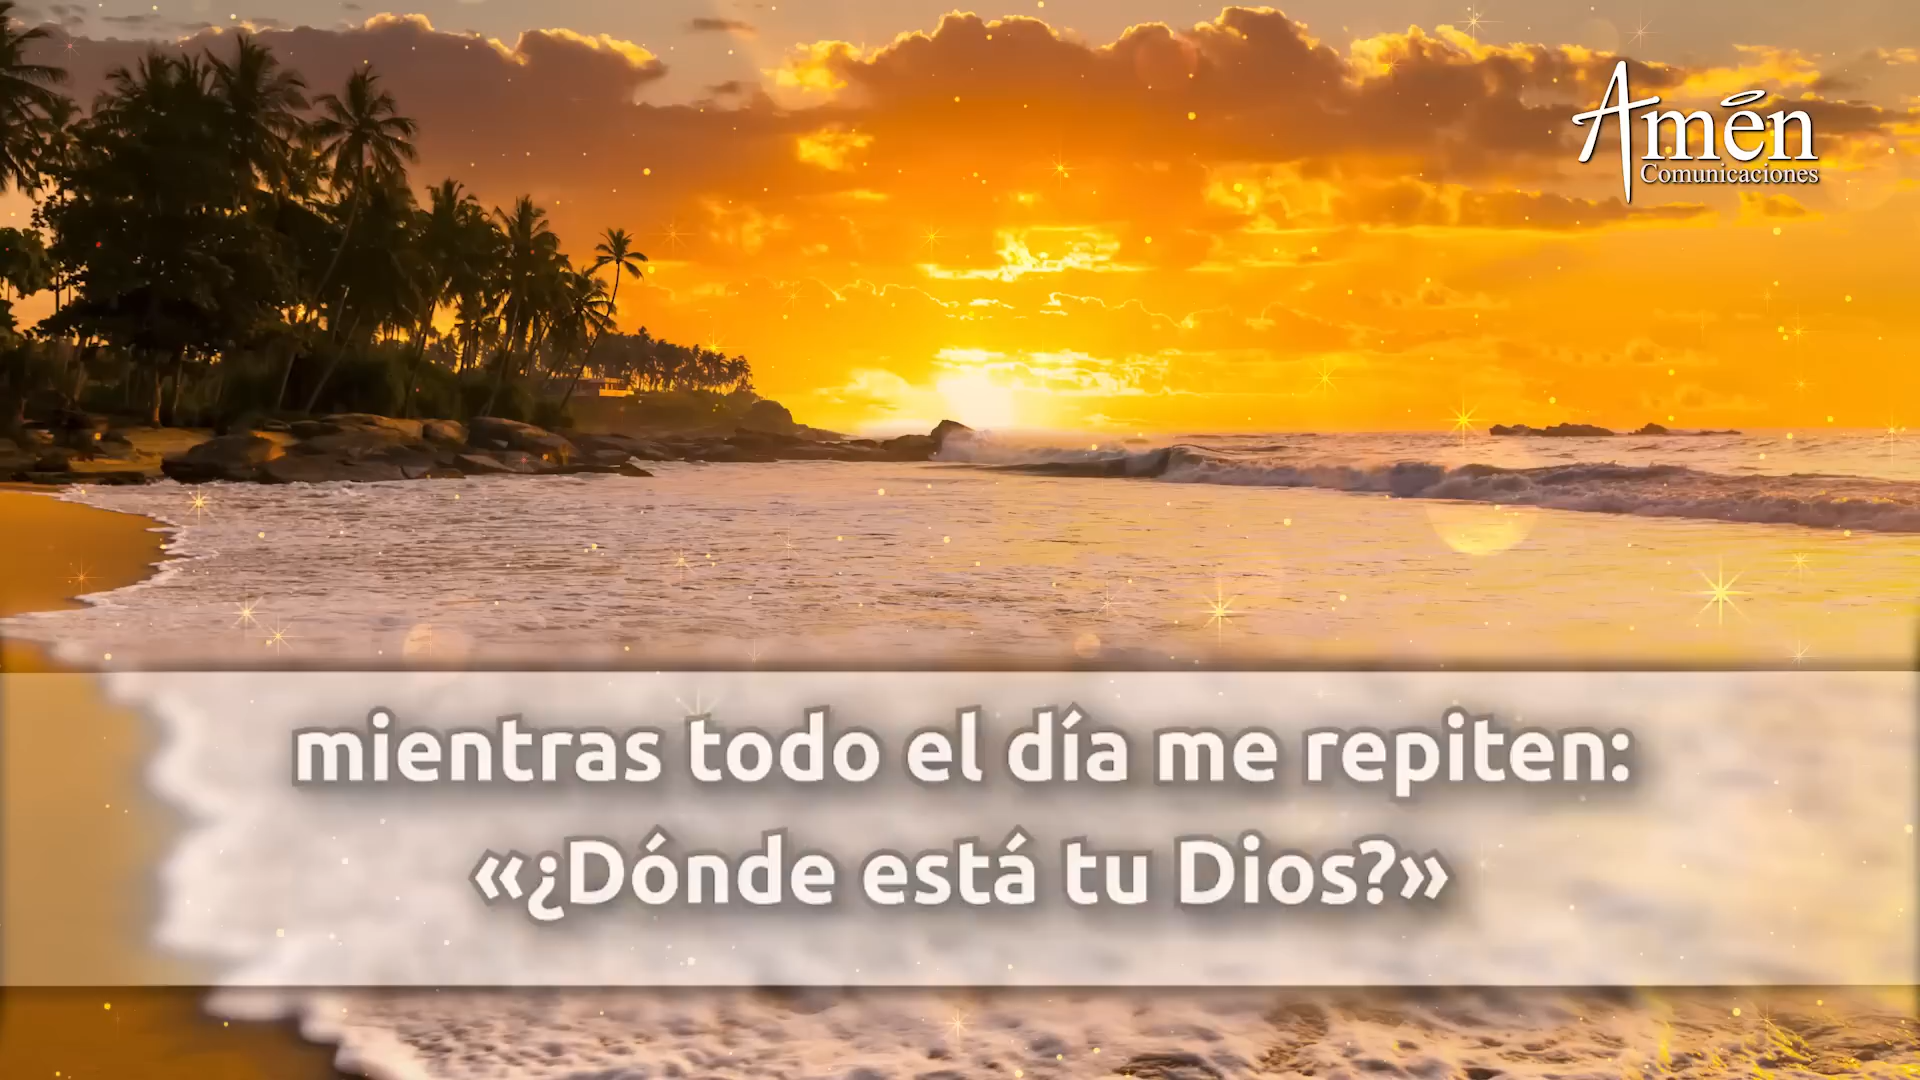 Amén
Comunicaciones
mientras todo el día me repiten:
«¿Dónde está tu Dios?»